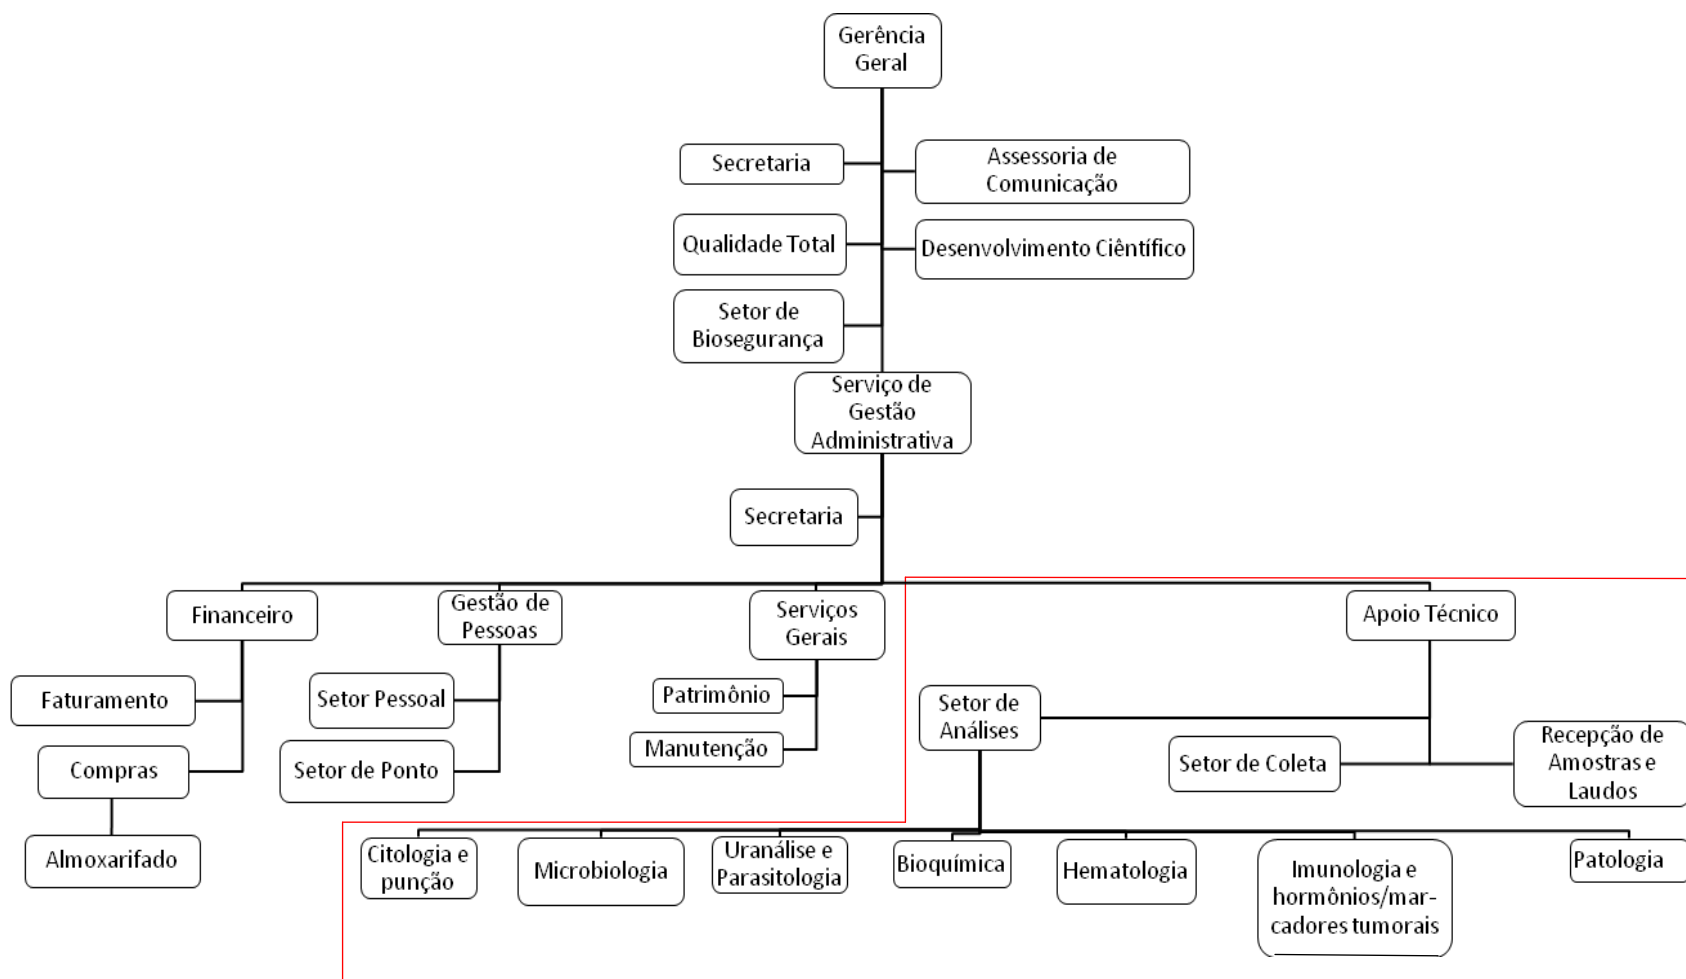 Gerência
Geral
Secretaria
Assessoria de
Comunicação
Qualidade Total
Desenvolvimento Ciêntífico
Setor de
Biosegurança
Serviço de
Gestão
Administrativa
Secretaria
Financeiro
Gestão de
Pessoas
Serviços
Gerais
Apoio Técnico
Faturamento
Setor Pessoal
Patrimônio
Setor de
Análises
Compras
Setor de Ponto
Manutenção
Setor de Coleta
Recepção de
Amostras e
Laudos
Almoxarifado
Citologia e
punção
Microbiologia
Uranálise e
Parasitologia
Bioquímica
Hematologia
Imunologia e
hormônios/mar-
cadores tumorais
Patologia